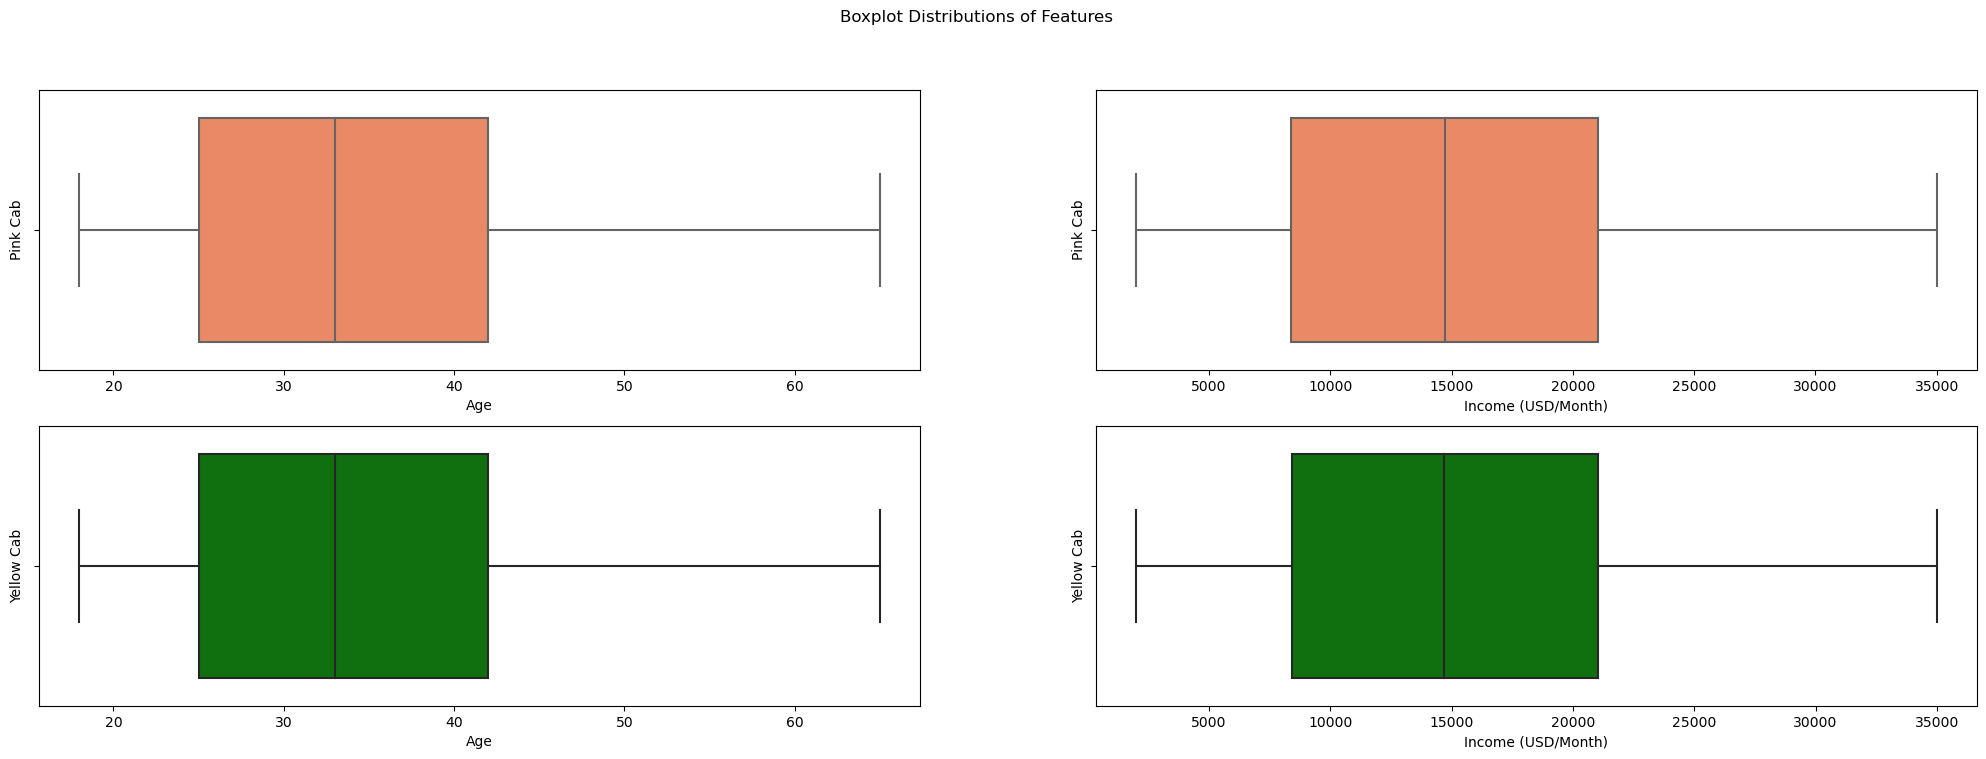 Boxplot Distributions of Features
Pink Cab
20 30 40 50 60
Age
Pink Cab
5000 10000 15000 20000 25000 30000 35000
Income (USD/Month)
Yellow Cab
20 30 40 50 60
Age
Yellow Cab
5000 10000 15000 20000 25000 30000 35000
Income (USD/Month)